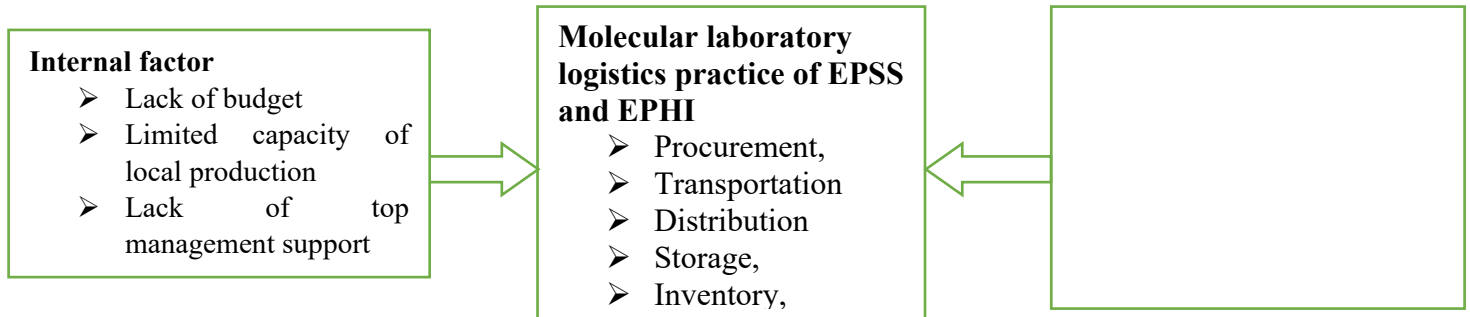 Internal factor
➢ Lack of budget
➢ Limited capacity of
local production
➢ Lack of top
management support
Molecular laboratory
logistics practice of EPSS
and EPHI
➢ Procurement,
➢ Transportation
➢ Distribution
➢ Storage,
➢ Inventory,